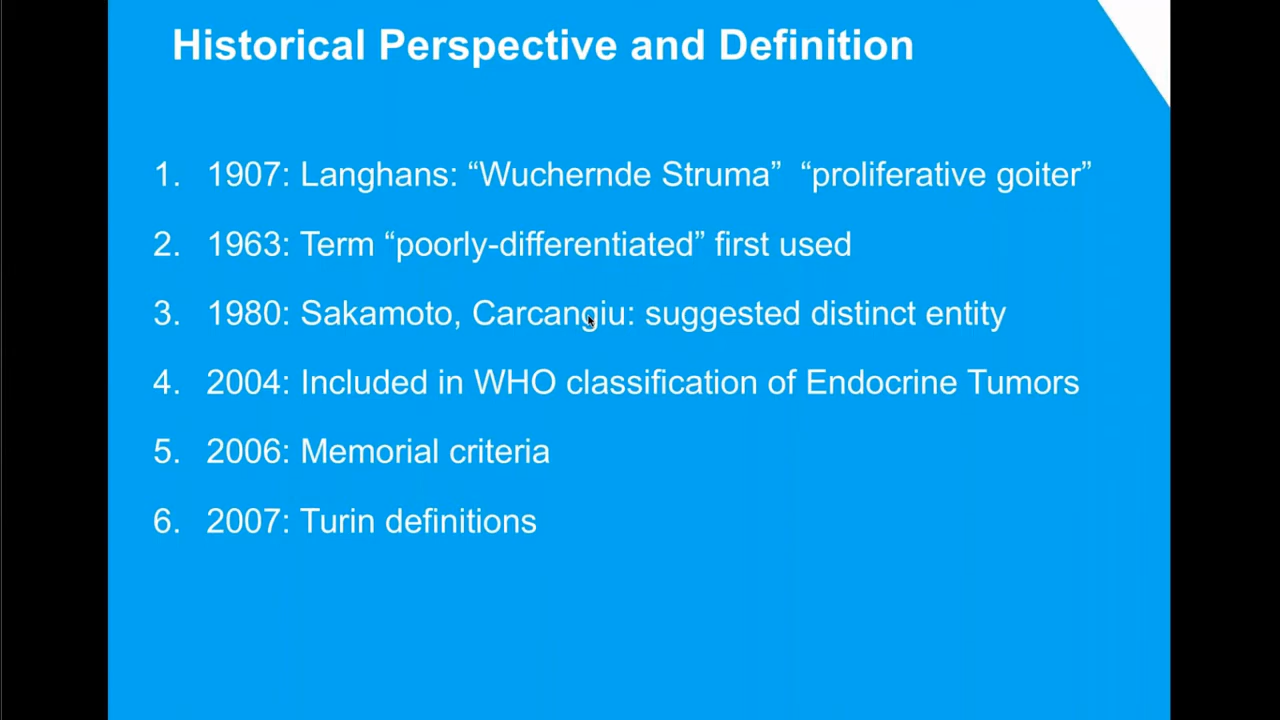 Historical Perspective and Definition
1. 1907: Langhans: “Wuchernde Struma” “proliferative goiter”
2. 1963: Term “poorly-differentiated” first used
3. 1980: Sakamoto, Carcangiu: suggested distinct entity
4. 2004: Included in WHO classification of Endocrine Tumors
5. 2006: Memorial criteria
6. 2007: Turin definitions